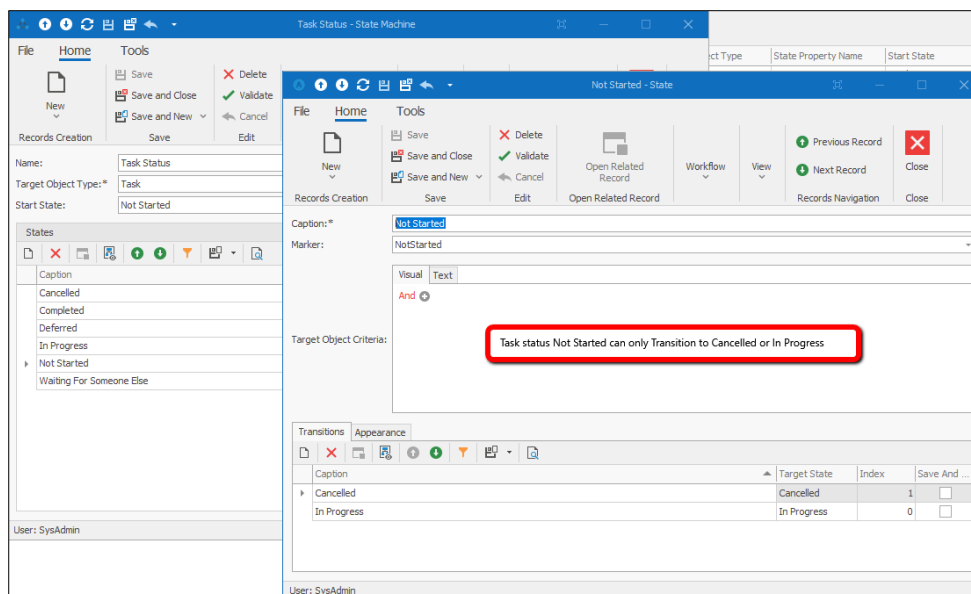 Task Status - State Machine
File Home Tools
New
Save
Save and Close
Save and New
Delete
Validate
Cancel
Records Creation Save Edit
Name: Task Status
Target Object Type:* Task
Start State: Not Started
States
Caption
Cancelled
Completed
Deferred
In Progress
Not Started
Waiting For Someone Else
User: SysAdmin
ct Type State Property Name Start State
Not Started - State
File Home Tools
New
Save
Save and Close
Save and New
Delete
Validate
Cancel
Open Related
Record
Workflow
View
Previous Record
Next Record
Close
Records Creation Save Edit Open Related Record Records Navigation Close
Caption:* Not Started
Marker: NotStarted
Visual Text
And
Target Object Criteria:
Task status Not Started can only Transition to Cancelled or In Progress
Transitions Appearance
Caption Target State Index Save And ...
Cancelled Cancelled 1
In Progress In Progress 0
User: SysAdmin